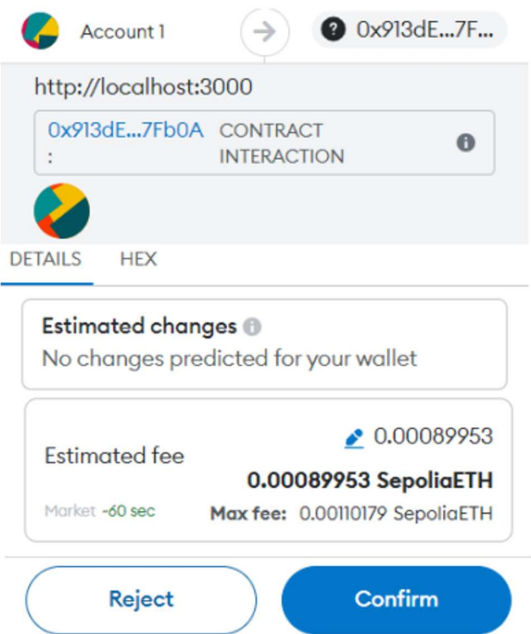 Account 1 → ? 0x913dE...7F...
http://localhost:3000
0x913dE...7Fb0A CONTRACT
: INTERACTION
DETAILS HEX
Estimated changes
No changes predicted for your wallet
0.00089953
Estimated fee
0.00089953 SepoliaETH
Market ~60 sec Max fee: 0.00110179 SepoliaETH
Reject Confirm